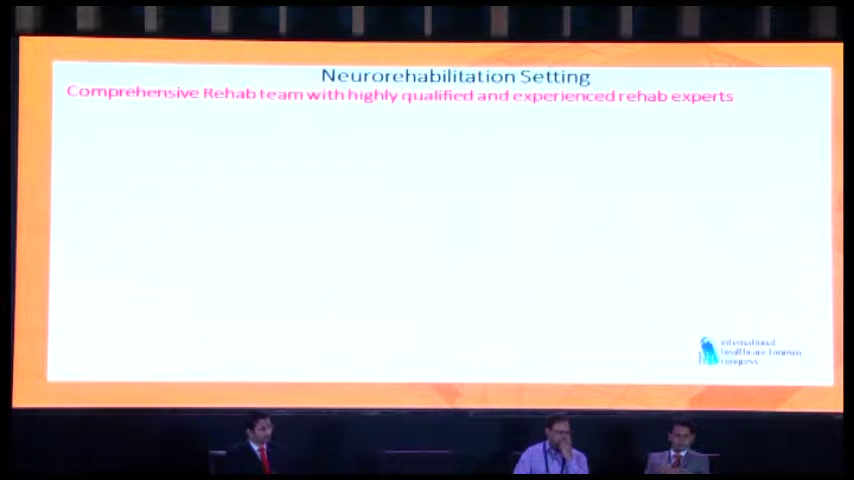 Neurorehabilitation Setting
Comprehensive Rehab team with highly qualified and experienced rehab experts
international
healthcare tourism
congress